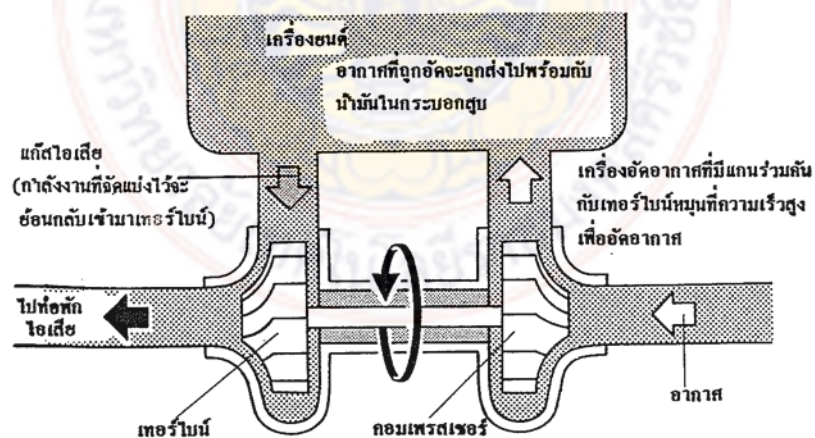 เครื่องยนต์
อากาศที่ถูกอัดจะถูกส่งไปพร้อมกับ
น้ำมันในกระบอกสูบ
แก๊สไอเสีย
(กำลังงานที่จัดแบ่งไว้จะ
ย้อนกลับเข้ามาเทอร์ไบน์)
เครื่องอัดอากาศที่มีแกนร่วมกัน
กับเทอร์ไบน์หมุนที่ความเร็วสูง
เพื่ออัดอากาศ
ไปท่อพัก
ไอเสีย
อากาศ
เทอร์ไบน์
คอมเพรสเซอร์